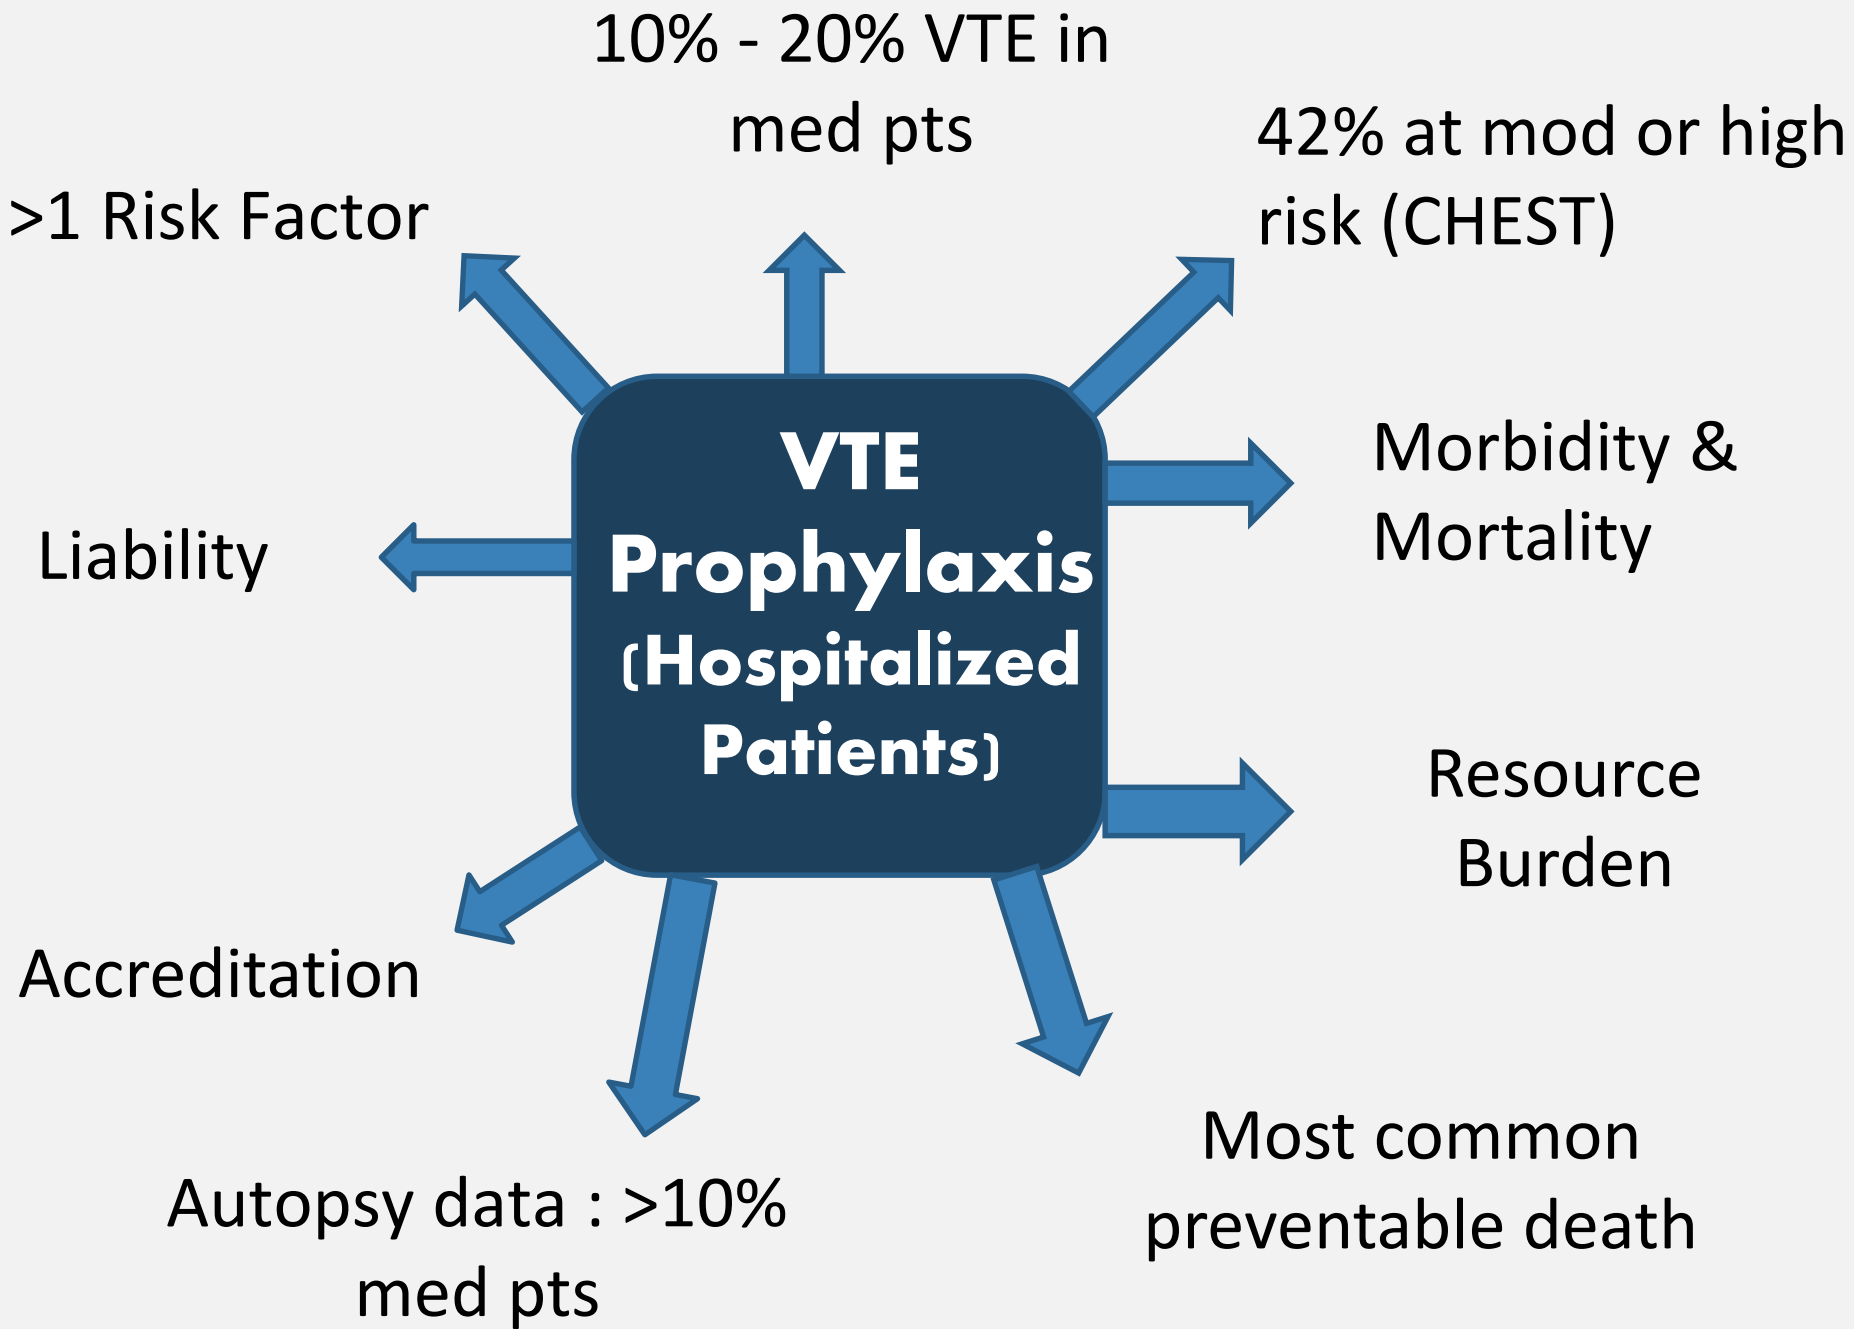 10% - 20% VTE in
med pts
42% at mod or high
risk (CHEST)
>1 Risk Factor
VTE
Prophylaxis
(Hospitalized
Patients)
Morbidity &
Mortality
Liability
Resource
Burden
Accreditation
Most common
preventable death
Autopsy data : >10%
med pts